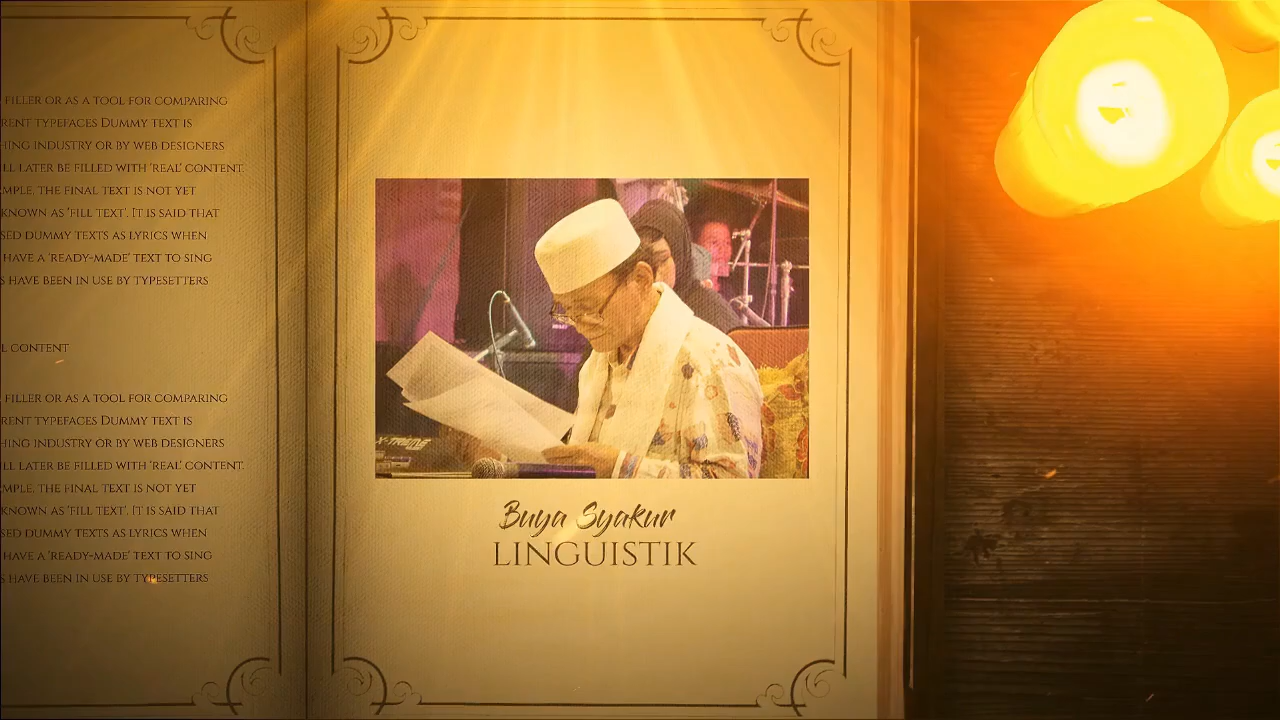 FILLER OR AS A TOOL FOR COMPARING
RENT TYPEFACES DUMMY TEXT IS
HING INDUSTRY OR BY WEB DESIGNERS
LL LATER BE FILLED WITH 'REAL' CONTENT.
MPLE, THE FINAL TEXT IS NOT YET
KNOWN AS 'FILL TEXT'. IT IS SAID THAT
SED DUMMY TEXTS AS LYRICS WHEN
HAVE A 'READY-MADE' TEXT TO SING
S HAVE BEEN IN USE BY TYPESETTERS
L CONTENT
FILLER OR AS A TOOL FOR COMPARING
RENT TYPEFACES DUMMY TEXT IS
HING INDUSTRY OR BY WEB DESIGNERS
LL LATER BE FILLED WITH 'REAL' CONTENT.
MPLE, THE FINAL TEXT IS NOT YET
KNOWN AS 'FILL TEXT'. IT IS SAID THAT
SED DUMMY TEXTS AS LYRICS WHEN
HAVE A 'READY-MADE' TEXT TO SING
S HAVE BEEN IN USE BY TYPESETTERS
X-TREME
Buya Syakur
LINGUISTIK